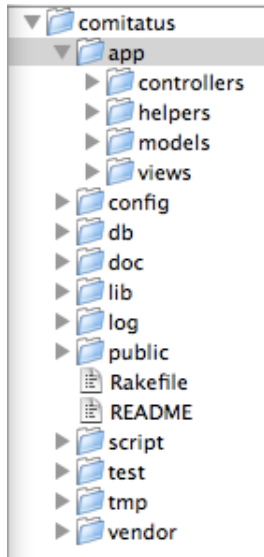 comitatus
app
controllers
helpers
models
views
config
db
doc
lib
log
public
Rakefile
README
script
test
tmp
vendor